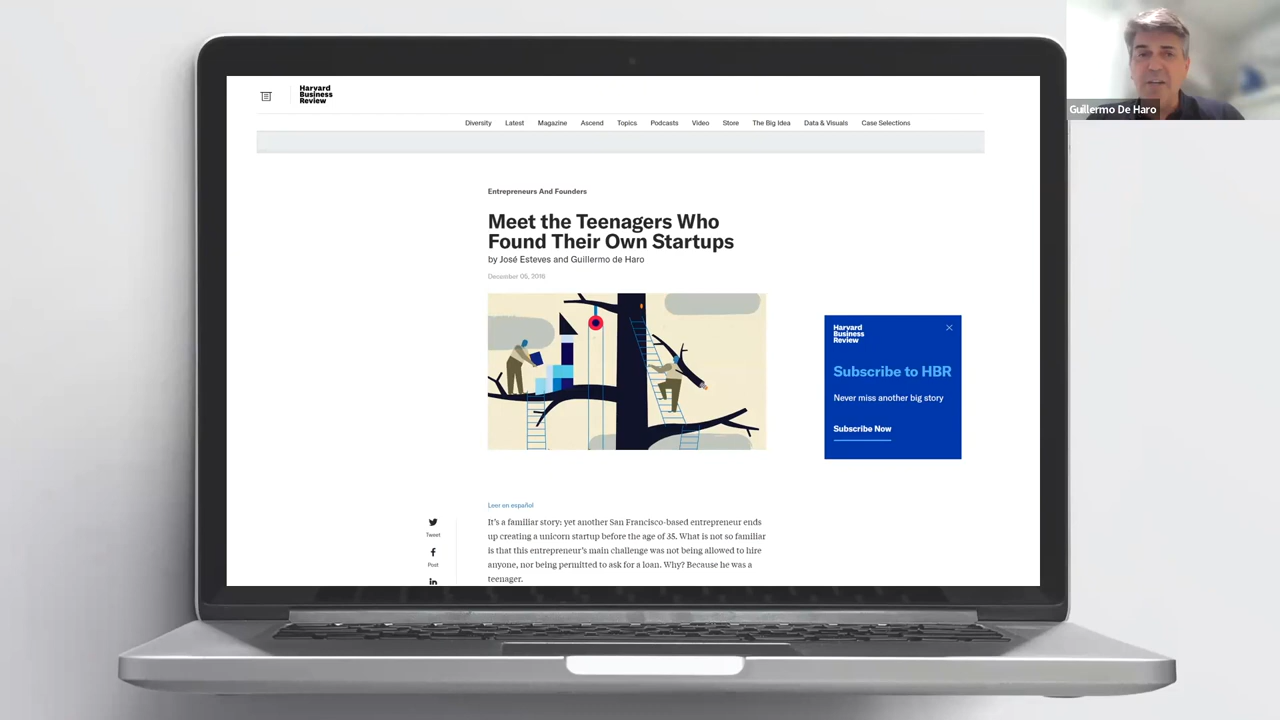 Harvard
Business
Review
Diversity Latest Magazine Ascend Topics Podcasts Video Store The Big Idea Data & Visuals Case Selections
Entrepreneurs And Founders
Meet the Teenagers Who
Found Their Own Startups
by José Esteves and Guillermo de Haro
December 05, 2016
Harvard
Business
Review
Subscribe to HBR
Never miss another big story
Subscribe Now
Leer en español
It's a familiar story: yet another San Francisco-based entrepreneur ends
up creating a unicorn startup before the age of 35. What is not so familiar
is that this entrepreneur's main challenge was not being allowed to hire
anyone, nor being permitted to ask for a loan. Why? Because he was a
teenager.
Tweet
Post
in
Guillermo De Haro